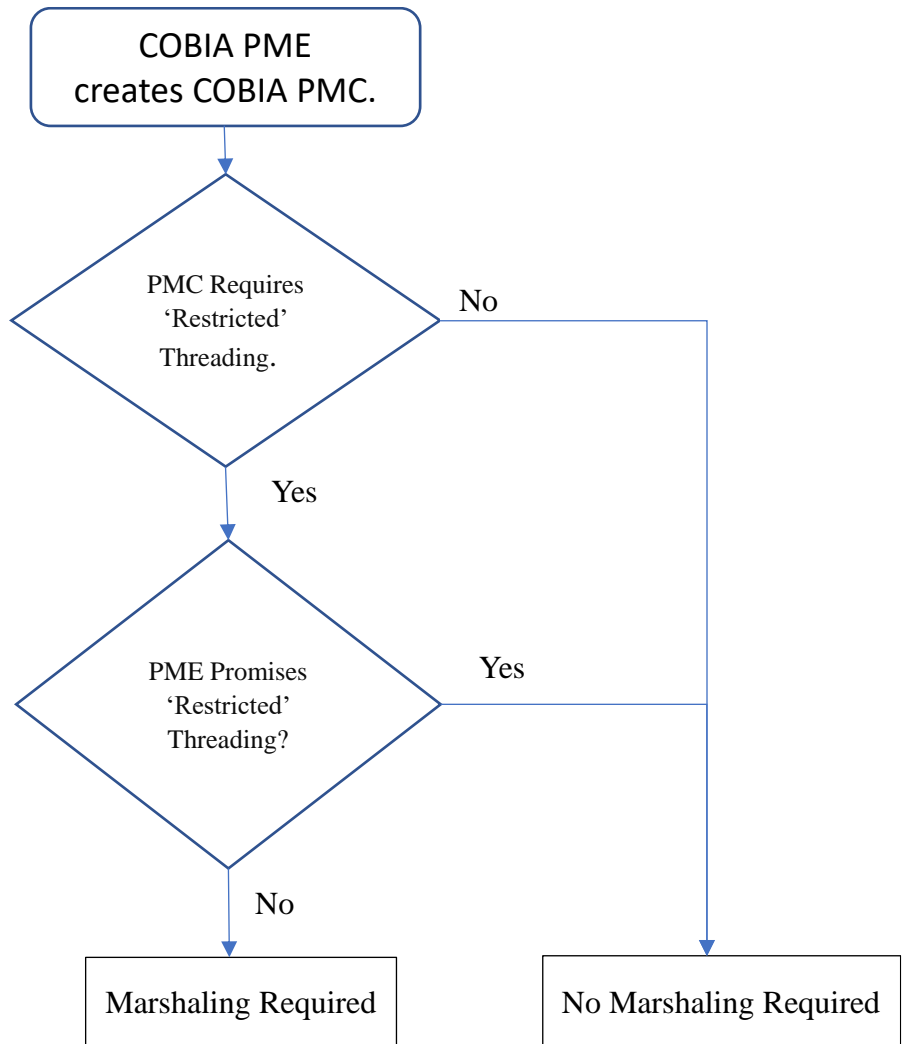 COBIA PME
creates COBIA PMC.
PMC Requires
‘Restricted’
Threading.
No
Yes
PME Promises
‘Restricted’
Threading?
Yes
No
Marshaling Required
No Marshaling Required